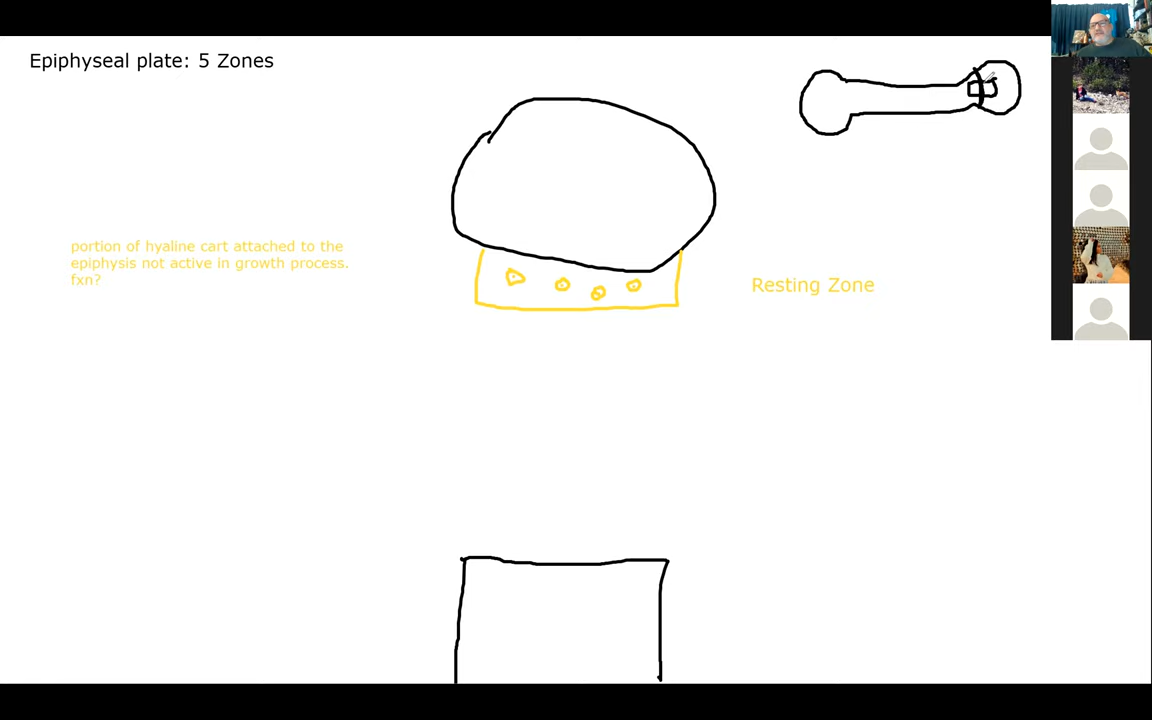 Epiphyseal plate: 5 Zones
portion of hyaline cart attached to the
epiphysis not active in growth process.
fxn?
Resting Zone